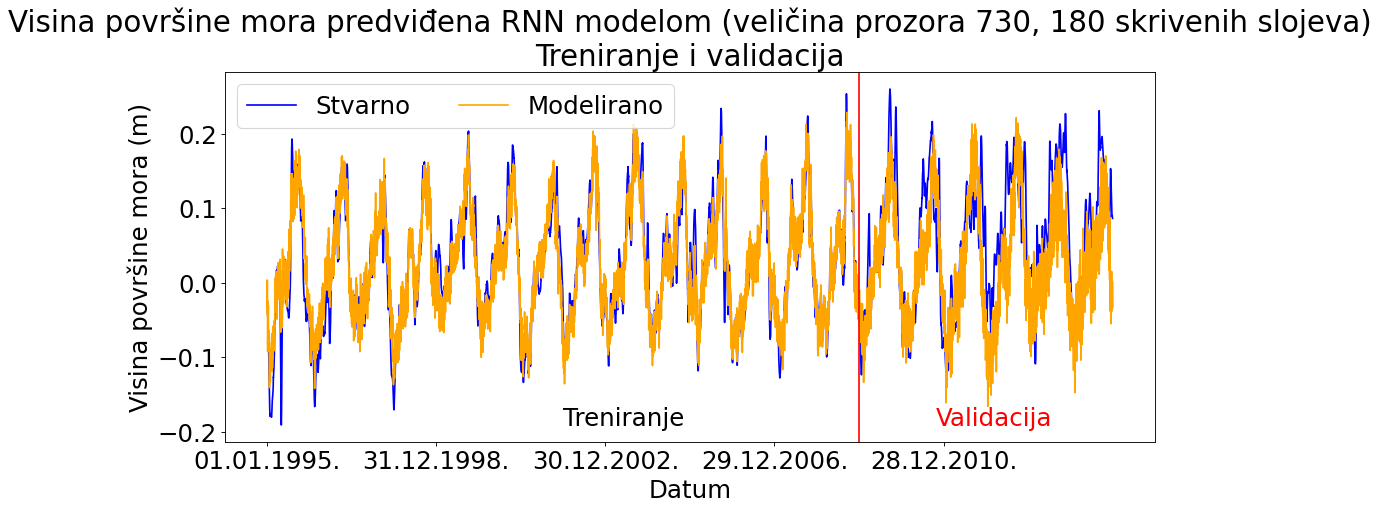 Visina površine mora predviđena RNN modelom (veličina prozora 730, 180 skrivenih slojeva)
Treniranje i validacija
Stvarno
Modelirano
Visina površine mora (m)
0.2
0.1
0.0
−0.1
−0.2
Treniranje
Validacija
01.01.1995.
31.12.1998.
30.12.2002.
29.12.2006.
28.12.2010.
Datum